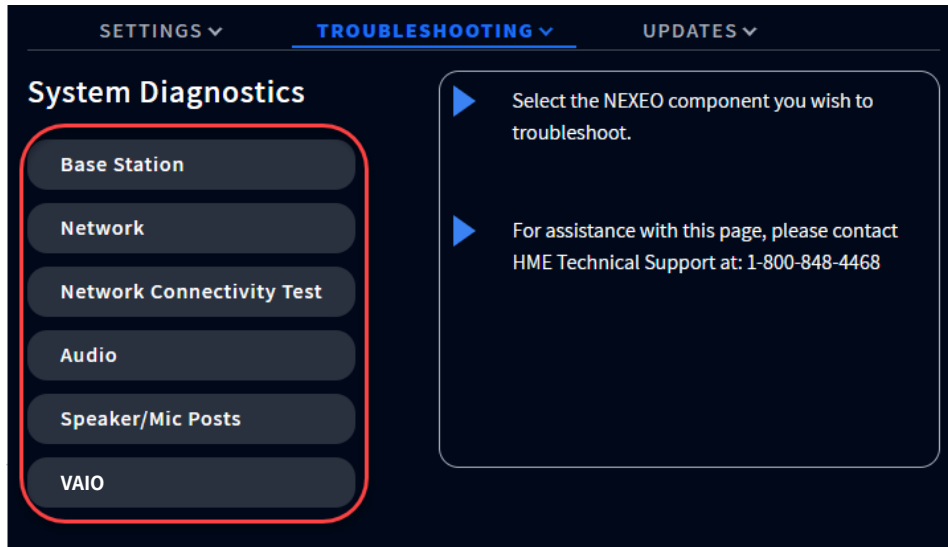 SETTINGS
TROUBLESHOOTING
UPDATES
System Diagnostics
Base Station
Network
Network Connectivity Test
Audio
Speaker/Mic Posts
VAIO
Select the NEXEO component you wish to
troubleshoot.
For assistance with this page, please contact
HME Technical Support at: 1-800-848-4468